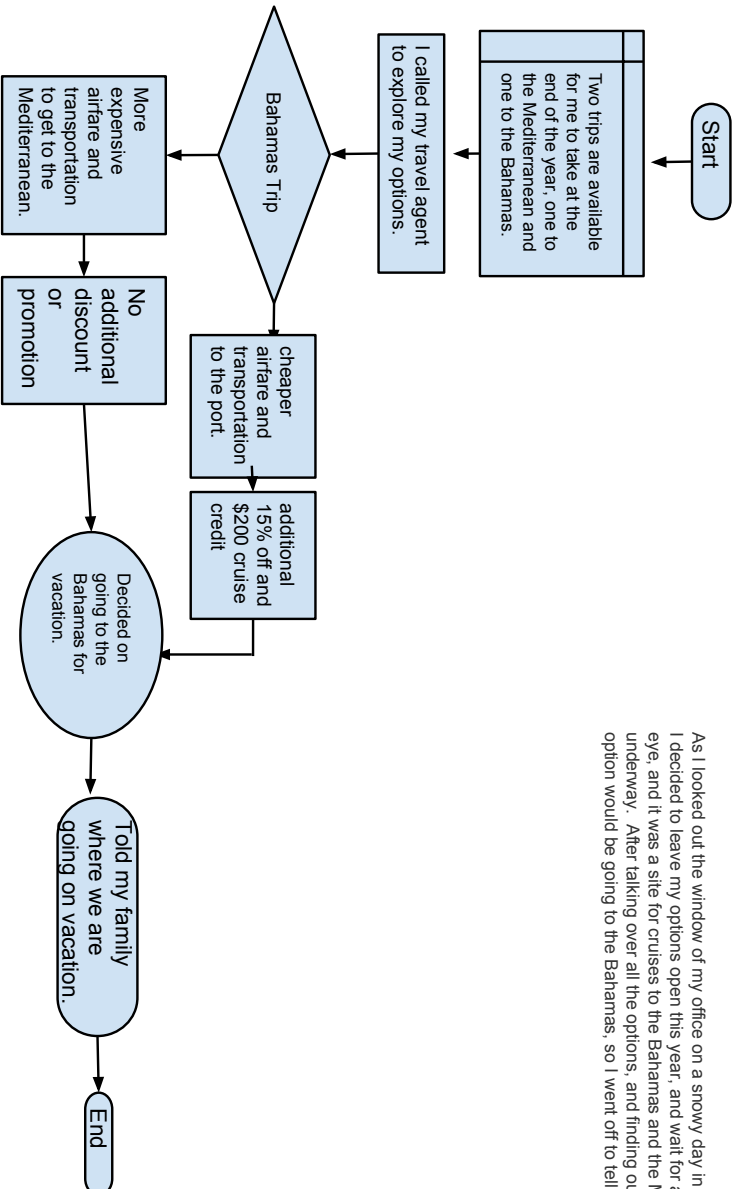 Start
Two trips are available
for me to take at the
end of the year, one to
the Mediterranean and
one to the Bahamas.
I called my travel agent
to explore my options.
Bahamas Trip
More
expensive
airfare and
transportation
to get to the
Mediterranean.
No
additional
discount
or
promotion
cheaper
airfare and
transportation
to the port.
additional
15% off and
$200 cruise
credit
Decided on
going to the
Bahamas for
vacation.
Told my family
where we are
going on vacation.
End
As I looked out the window of my office on a snowy day in
I decided to leave my options open this year, and wait for
eye, and it was a site for cruises to the Bahamas and the
underway. After talking over all the options, and finding
option would be going to the Bahamas, so I went off to tell